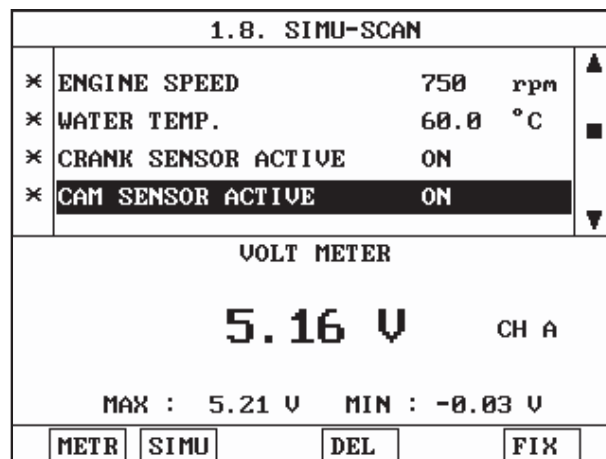 1.8. SIMU-SCAN
* ENGINE SPEED 750 rpm
* WATER TEMP. 60.0 °C
* CRANK SENSOR ACTIVE ON
* CAM SENSOR ACTIVE ON
VOLT METER
5.16 V CH A
MAX : 5.21 V MIN : -0.03 V
METR SIMU DEL FIX